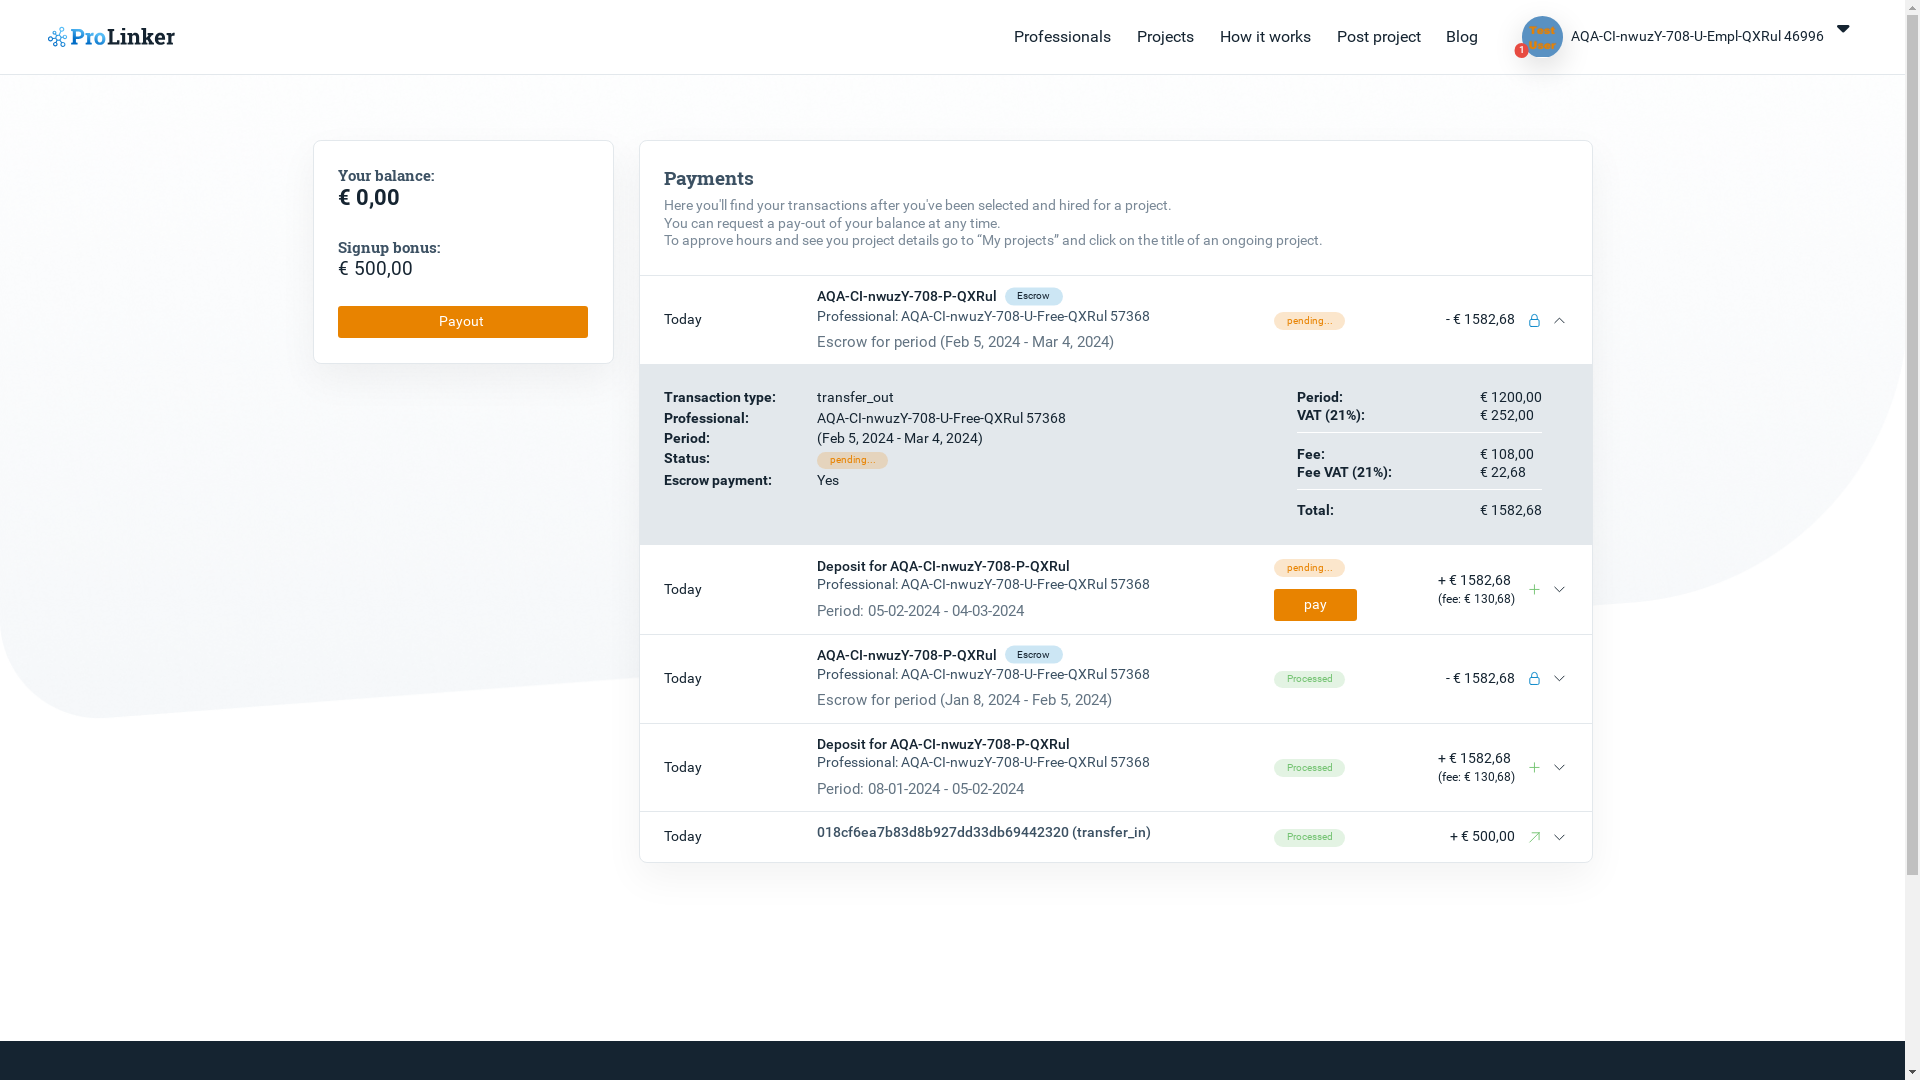 ProLinker
Professionals Projects How it works Post project Blog
Test
User
1
AQA-CI-nwuzY-708-U-Empl-QXRul 46996
Your balance:
€ 0,00
Signup bonus:
€ 500,00
Payout
Payments
Here you'll find your transactions after you've been selected and hired for a project.
You can request a pay-out of your balance at any time.
To approve hours and see you project details go to “My projects” and click on the title of an ongoing project.
Today
AQA-CI-nwuzY-708-P-QXRul Escrow
Professional: AQA-CI-nwuzY-708-U-Free-QXRul 57368
Escrow for period (Feb 5, 2024 - Mar 4, 2024)
pending...
- € 1582,68
Transaction type: transfer_out
Professional: AQA-CI-nwuzY-708-U-Free-QXRul 57368
Period: (Feb 5, 2024 - Mar 4, 2024)
Status: pending...
Escrow payment: Yes
Period: € 1200,00
VAT (21%): € 252,00
Fee: € 108,00
Fee VAT (21%): € 22,68
Total: € 1582,68
Today
Deposit for AQA-CI-nwuzY-708-P-QXRul
Professional: AQA-CI-nwuzY-708-U-Free-QXRul 57368
Period: 05-02-2024 - 04-03-2024
pending...
pay
+ € 1582,68
(fee: € 130,68)
Today
AQA-CI-nwuzY-708-P-QXRul Escrow
Professional: AQA-CI-nwuzY-708-U-Free-QXRul 57368
Escrow for period (Jan 8, 2024 - Feb 5, 2024)
Processed
- € 1582,68
Today
Deposit for AQA-CI-nwuzY-708-P-QXRul
Professional: AQA-CI-nwuzY-708-U-Free-QXRul 57368
Period: 08-01-2024 - 05-02-2024
Processed
+ € 1582,68
(fee: € 130,68)
Today
018cf6ea7b83d8b927dd33db69442320 (transfer_in)
Processed
+ € 500,00